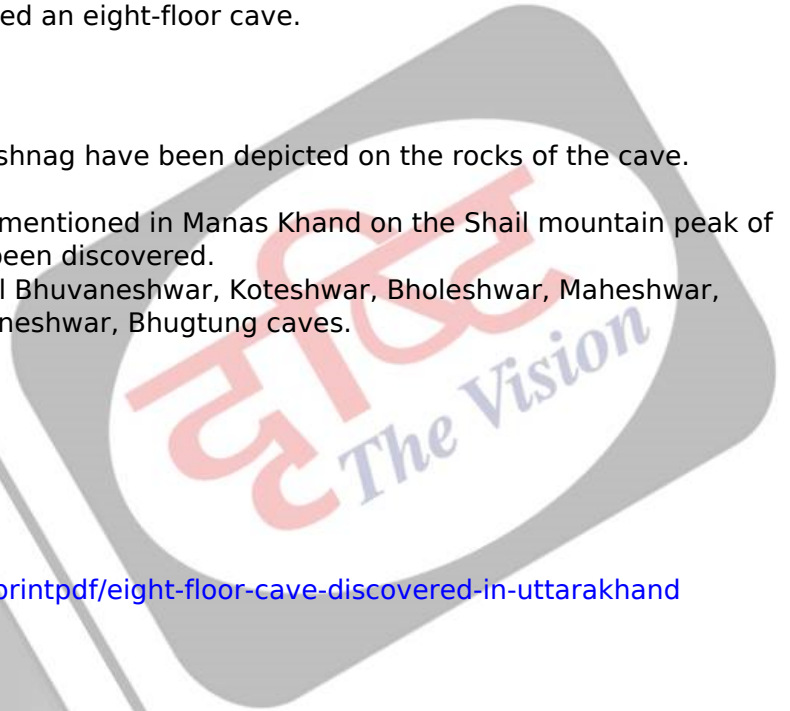 ed an eight-floor cave.
shnag have been depicted on the rocks of the cave.
mentioned in Manas Khand on the Shail mountain peak of
been discovered.
l Bhuvaneshwar, Koteshwar, Bholeshwar, Maheshwar,
neshwar, Bhugtung caves.
दृष्टि
The Vision
printpdf/eight-floor-cave-discovered-in-uttarakhand